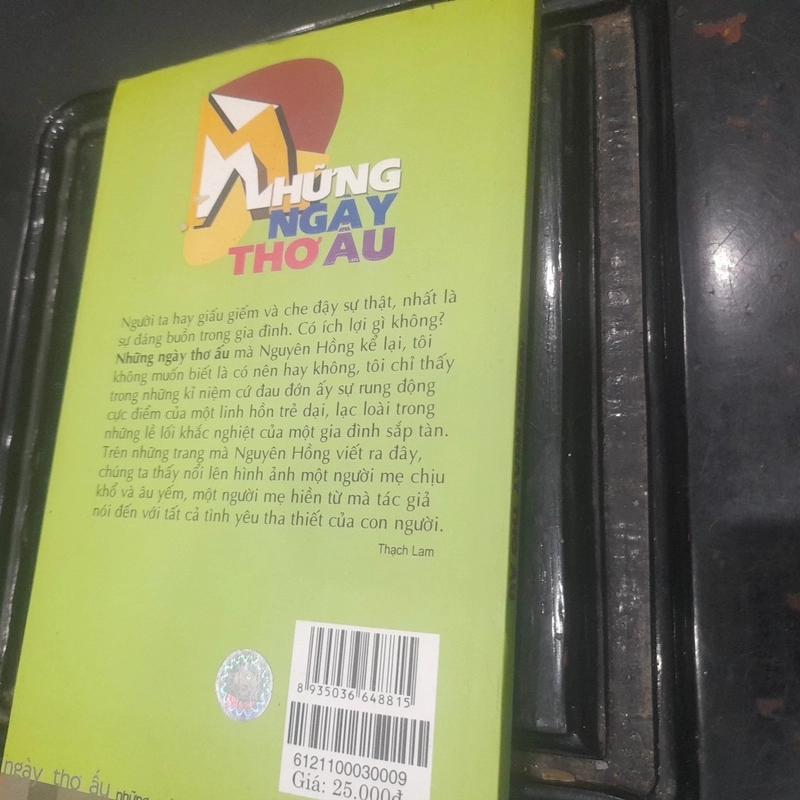 NHỮNG
NGÀY
THƠ ẤU
Người ta hay giấu giếm và che đậy sự thật, nhất là
sự đáng buồn trong gia đình. Có ích lợi gì không?
Những ngày thơ ấu mà Nguyên Hồng kể lại, tôi
không muốn biết là có nên hay không, tôi chỉ thấy
trong những kỉ niệm cứ đau đớn ấy sự rung động
cực điểm của một linh hồn trẻ dại, lạc loài trong
những lề lối khắc nghiệt của một gia đình sắp tàn.
Trên những trang mà Nguyên Hồng viết ra đây,
chúng ta thấy nổi lên hình ảnh một người mẹ chịu
khổ và âu yếm, một người mẹ hiền từ mà tác giả
nói đến với tất cả tình yêu tha thiết của con người.
Thạch Lam
8 935036 648815
6121100030009
Giá: 25.000đ
ngày thơ ấu những